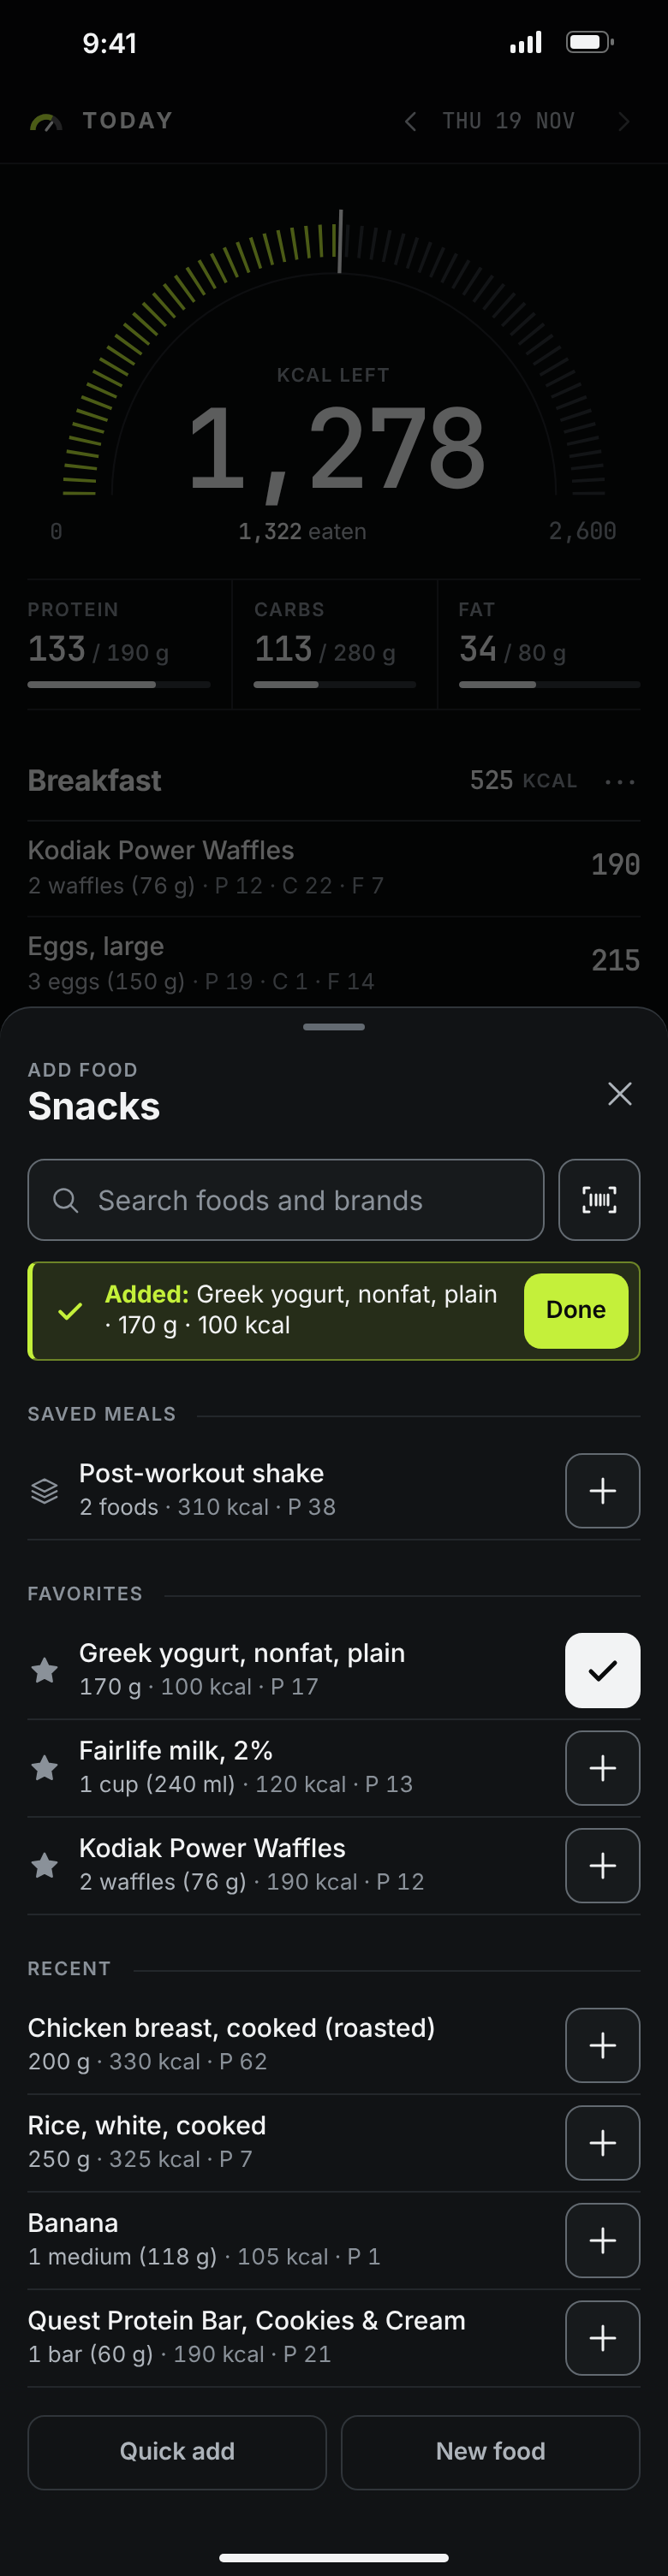 9:41
TODAY
THU 19 NOV
KCAL LEFT
1,278
0
1,322 eaten
2,600
PROTEIN
133 / 190 g
CARBS
113 / 280 g
FAT
34 / 80 g
Breakfast
525 KCAL
Kodiak Power Waffles
2 waffles (76 g) · P 12 · C 22 · F 7
190
Eggs, large
3 eggs (150 g) · P 19 · C 1 · F 14
215
ADD FOOD
Snacks
Search foods and brands
Added: Greek yogurt, nonfat, plain
· 170 g · 100 kcal
Done
SAVED MEALS
Post-workout shake
2 foods · 310 kcal · P 38
FAVORITES
Greek yogurt, nonfat, plain
170 g · 100 kcal · P 17
Fairlife milk, 2%
1 cup (240 ml) · 120 kcal · P 13
Kodiak Power Waffles
2 waffles (76 g) · 190 kcal · P 12
RECENT
Chicken breast, cooked (roasted)
200 g · 330 kcal · P 62
Rice, white, cooked
250 g · 325 kcal · P 7
Banana
1 medium (118 g) · 105 kcal · P 1
Quest Protein Bar, Cookies & Cream
1 bar (60 g) · 190 kcal · P 21
Quick add
New food